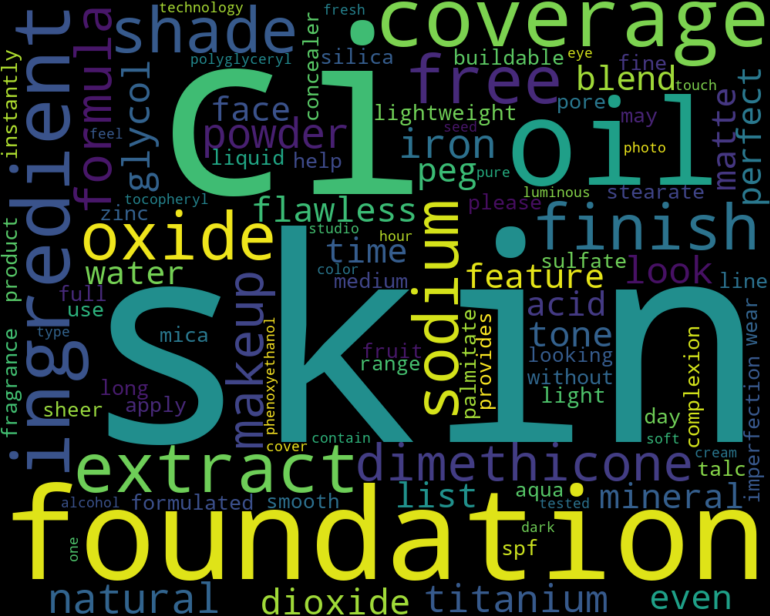 technology
fresh
instantly
ingredient
formula
shade
polyglyceryl
feel
glycol
tocopheryl
ci
concealer
silica
coverage
buildable
eye
fine
free
blend
touch
face
powder
liquid
help
lightweight
iron
peg
pure
seed
oil
pore
may
photo
matte
perfect
luminous
stearate
please
zinc
flawless
studio
hour
oxide
time
color
medium
water
full
use
type
product
fragrance
sodium
finish
sulfate
look
feature
line
skin
mica
makeup
phenoxyethanol
fruit
range
palmitate
provides
acid
tone
looking
without
light
complexion
imperfection
wear
long
apply
sheer
day
soft
cover
contain
cream
extract
dimethicone
talc
foundation
alcohol
formulated
smooth
list
aqua
tested
mineral
dark
spf
one
natural
dioxide
titanium
even